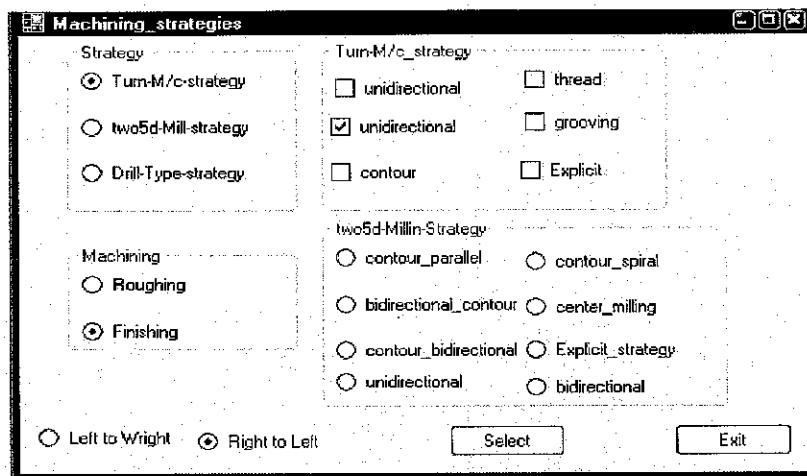 Machining_strategies
Strategy
Turn-M/c-strategy
two5d-Mill-strategy
Drill-Type-strategy
Turn-M/c_strategy
unidirectional
thread
unidirectional
grooving
contour
Explicit
Machining
Roughing
Finishing
two5d-Millin-Strategy
contour_parallel
contour_spiral
bidirectional_contour
center_milling
contour_bidirectional
Explicit_strategy
unidirectional
bidirectional
Left to Wright
Right to Left
Select
Exit